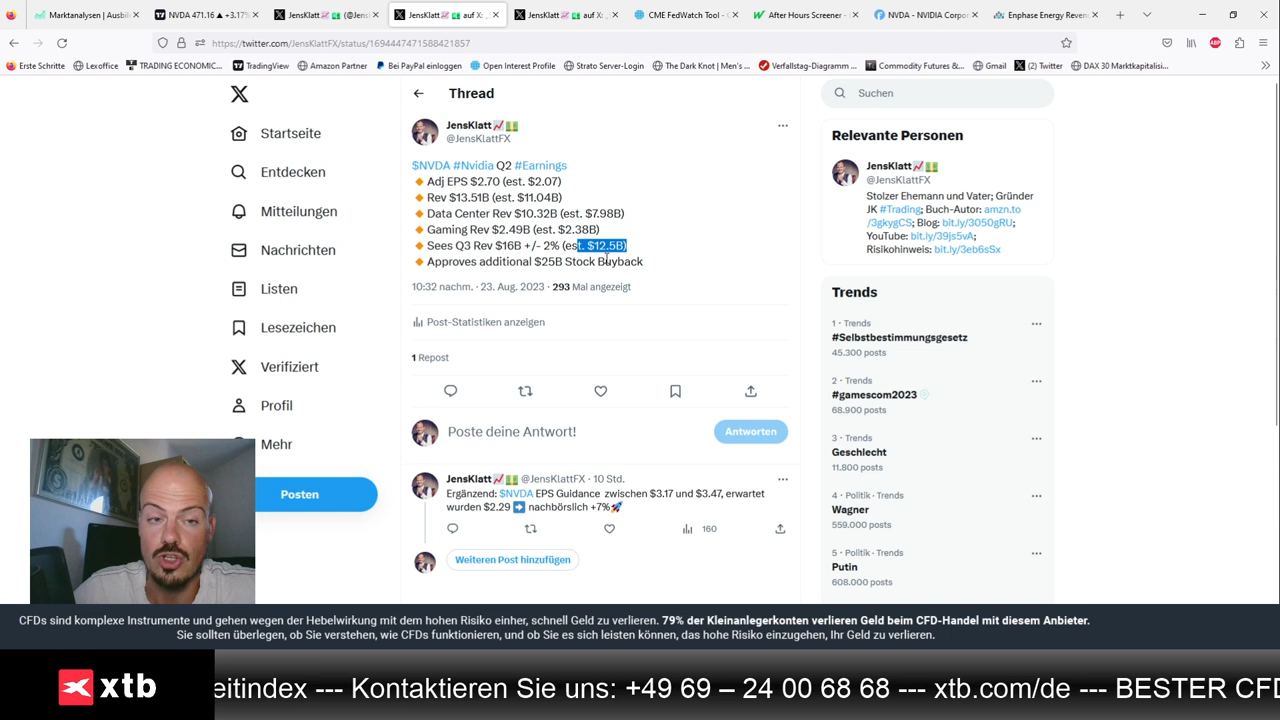 Marktanalysen | Ausbil
NVDA 471.16 ▲ +3.17%
JensKlatt📈💵 (@JensKl
JensKlatt📈💵 auf X:
JensKlatt📈💵 auf X:
CME FedWatch Tool -
After Hours Screener -
NVDA - NVIDIA Corpo
Enphase Energy Reven
https://twitter.com/JensKlattFX/status/1694447471588421857
ABP
Erste Schritte
Lexoffice
TRADING ECONOMIC...
TradingView
Amazon Partner
Bei PayPal einloggen
Open Interest Profile
Strato Server-Login
The Dark Knot | Men's ...
Verfallstag-Diagramm ...
Commodity Futures &...
Gmail
(2) Twitter
DAX 30 Marktkapitalisi...
Startseite
Entdecken
Mitteilungen
Nachrichten
Listen
Lesezeichen
Verifiziert
Profil
Mehr
Posten
Thread
JensKlatt📈💵
@JensKlattFX
$NVDA #Nvidia Q2 #Earnings
🔸Adj EPS $2.70 (est. $2.07)
🔸Rev $13.51B (est. $11.04B)
🔸Data Center Rev $10.32B (est. $7.98B)
🔸Gaming Rev $2.49B (est. $2.38B)
🔸Sees Q3 Rev $16B +/- 2% (est. $12.5B)
🔸Approves additional $25B Stock Buyback
10:32 nachm. · 23. Aug. 2023 · 293 Mal angezeigt
Post-Statistiken anzeigen
1 Repost
Poste deine Antwort!
Antworten
JensKlatt📈💵 @JensKlattFX · 10 Std.
Ergänzend: $NVDA EPS Guidance zwischen $3.17 und $3.47, erwartet
wurden $2.29 ➡️ nachbörslich +7%🚀
160
Weiteren Post hinzufügen
Suchen
Relevante Personen
JensKlatt📈💵
@JensKlattFX
Stolzer Ehemann und Vater; Gründer
JK #Trading; Buch-Autor: amzn.to
/3gkygCS; Blog: bit.ly/3050gRU;
YouTube: bit.ly/39js5vA;
Risikohinweis: bit.ly/3eb6sSx
Trends
1 · Trends
#Selbstbestimmungsgesetz
45.300 posts
2 · Trends
#gamescom2023
68.900 posts
3 · Trends
Geschlecht
11.800 posts
4 · Politik · Trends
Wagner
559.000 posts
5 · Politik · Trends
Putin
608.000 posts
CFDs sind komplexe Instrumente und gehen wegen der Hebelwirkung mit dem hohen Risiko einher, schnell Geld zu verlieren. 79% der Kleinanlegerkonten verlieren Geld beim CFD-Handel mit diesem Anbieter.
Sie sollten überlegen, ob Sie verstehen, wie CFDs funktionieren, und ob Sie es sich leisten können, das hohe Risiko einzugehen, Ihr Geld zu verlieren.
xtb
eitindex --- Kontaktieren Sie uns: +49 69 – 24 00 68 68 --- xtb.com/de --- BESTER CFD